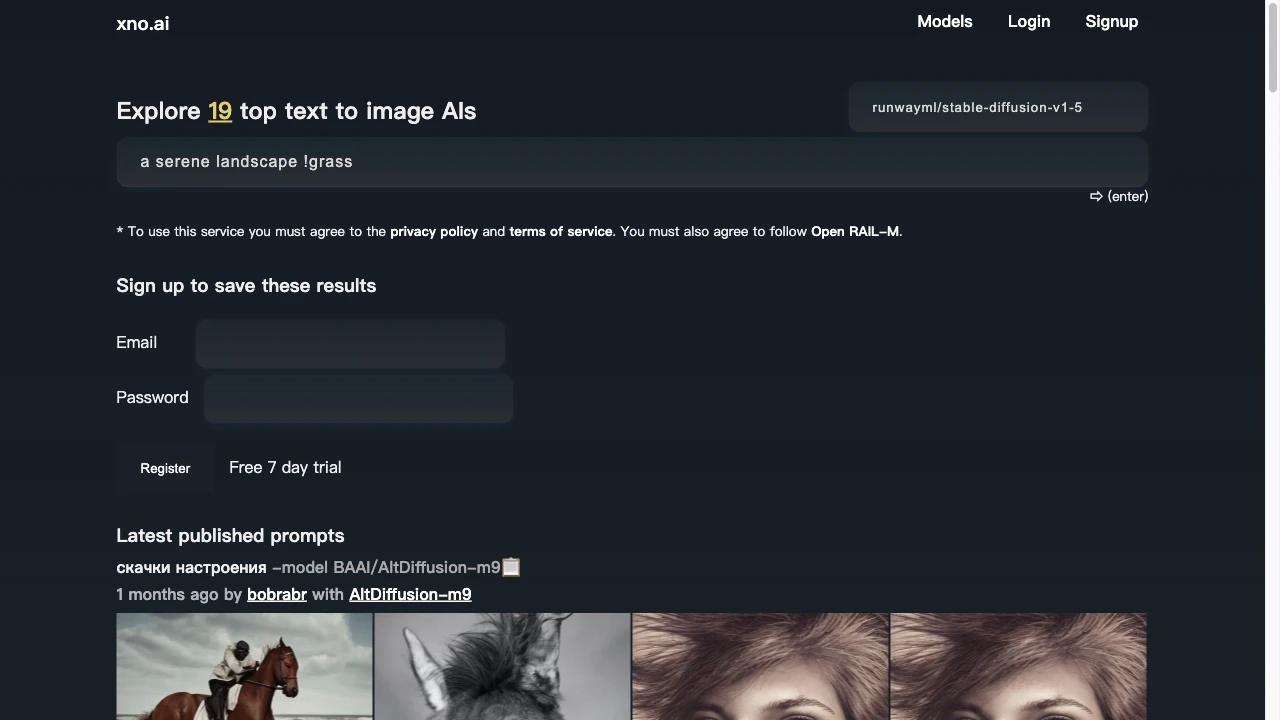 xno.ai
Models Login Signup
Explore 19 top text to image AIs
runwayml/stable-diffusion-v1-5
a serene landscape !grass
⇨ (enter)
* To use this service you must agree to the privacy policy and terms of service. You must also agree to follow Open RAIL-M.
Sign up to save these results
Email
Password
Register Free 7 day trial
Latest published prompts
скачки настроения -model BAAI/AltDiffusion-m9📋
1 months ago by bobrabr with AltDiffusion-m9